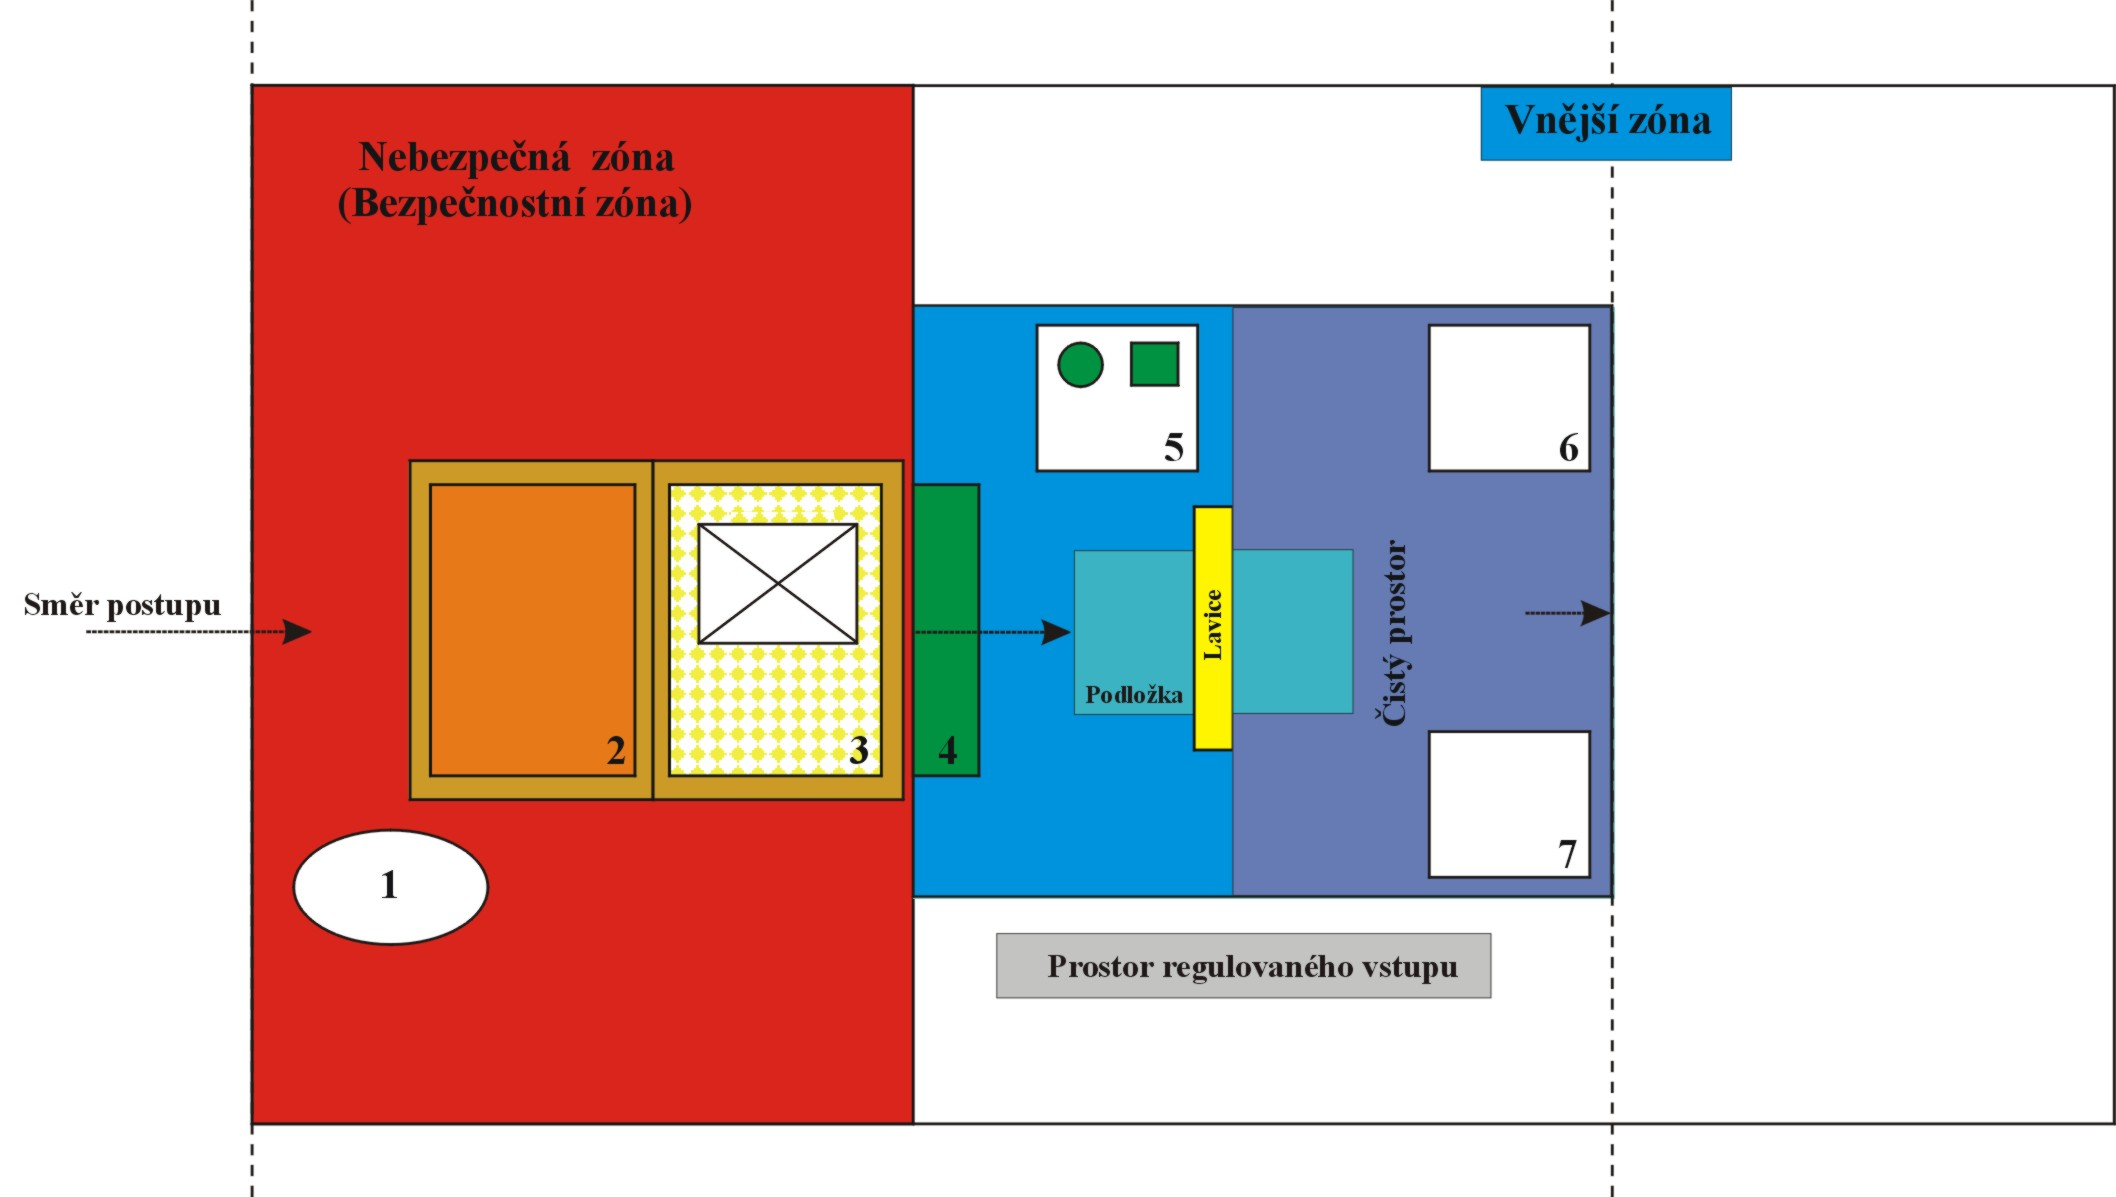 Vnější zóna
Nebezpečná zóna
(Bezpečnostní zóna)
5
6
Směr postupu
Lavice
Čistý prostor
Podložka
2
3
4
7
1
Prostor regulovaného vstupu